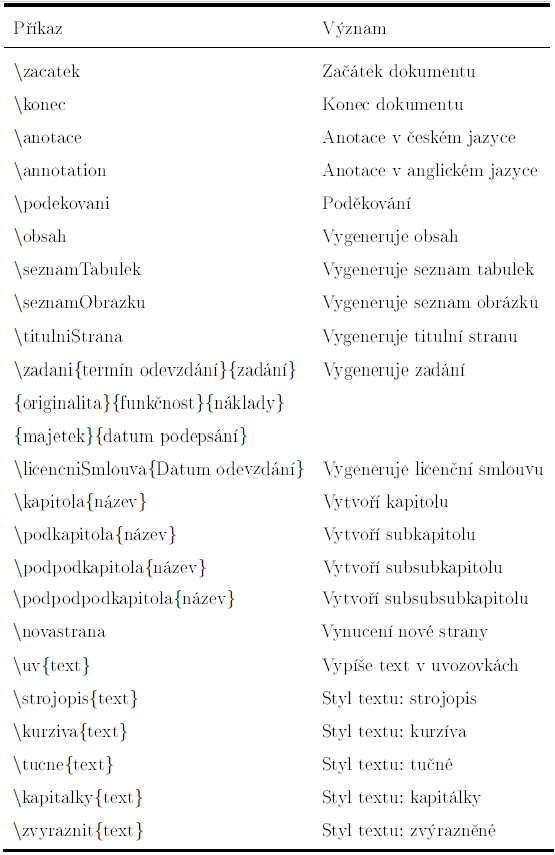 Příkaz Význam
\zacatek Začátek dokumentu
\konec Konec dokumentu
\anotace Anotace v českém jazyce
\annotation Anotace v anglickém jazyce
\podekovani Poděkování
\obsah Vygeneruje obsah
\seznamTabulek Vygeneruje seznam tabulek
\seznamObrazku Vygeneruje seznam obrázků
\titulniStrana Vygeneruje titulní stranu
\zadani{termín odevzdání}{zadání} Vygeneruje zadání
{originalita}{funkčnost}{náklady}
{majetek}{datum podepsání}
\licencniSmlouva{Datum odevzdání} Vygeneruje licenční smlouvu
\kapitola{název} Vytvoří kapitolu
\podkapitola{název} Vytvoří subkapitolu
\podpodkapitola{název} Vytvoří subsubkapitolu
\podpodpodkapitola{název} Vytvoří subsubsubkapitolu
\novastrana Vynucení nové strany
\uv{text} Vypíše text v uvozovkách
\strojopis{text} Styl textu: strojopis
\kurziva{text} Styl textu: kurzíva
\tucne{text} Styl textu: tučné
\kapitalky{text} Styl textu: kapitálky
\zvyraznit{text} Styl textu: zvýrazněné